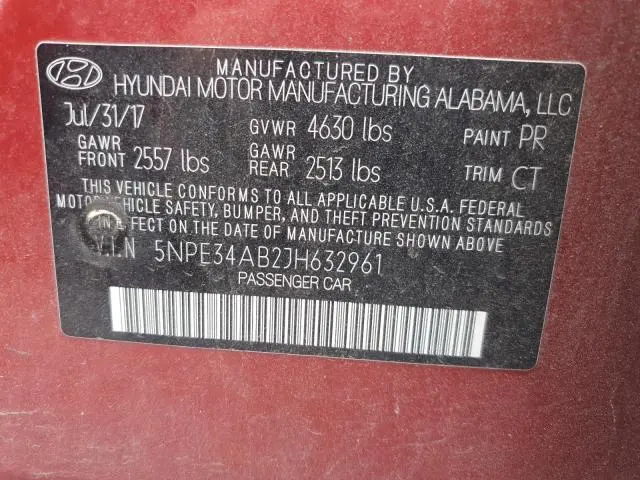 MANUFACTURED BY
HYUNDAI MOTOR MANUFACTURING ALABAMA, LLC
Jul/31/17 GVWR 4630 lbs PAINT PR
GAWR FRONT 2557 lbs GAWR REAR 2513 lbs TRIM CT
THIS VEHICLE CONFORMS TO ALL APPLICABLE U.S.A. FEDERAL
MOTOR VEHICLE SAFETY, BUMPER, AND THEFT PREVENTION STANDARDS
IN EFFECT ON THE DATE OF MANUFACTURE SHOWN ABOVE
V.I.N 5NPE34AB2JH632961
PASSENGER CAR